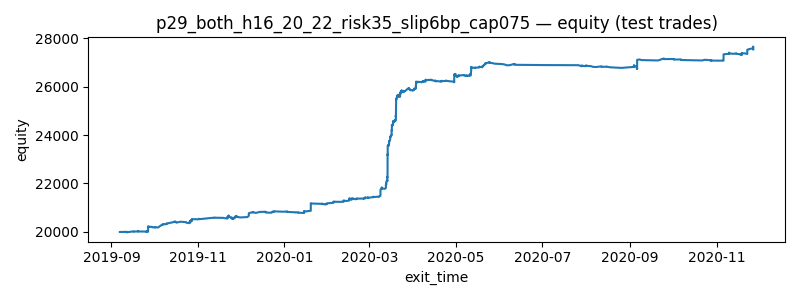 p29_both_h16_20_22_risk35_slip6bp_cap075 — equity (test trades)
28000
26000
24000
22000
20000
equity
2019-09 2019-11 2020-01 2020-03 2020-05 2020-07 2020-09 2020-11
exit_time